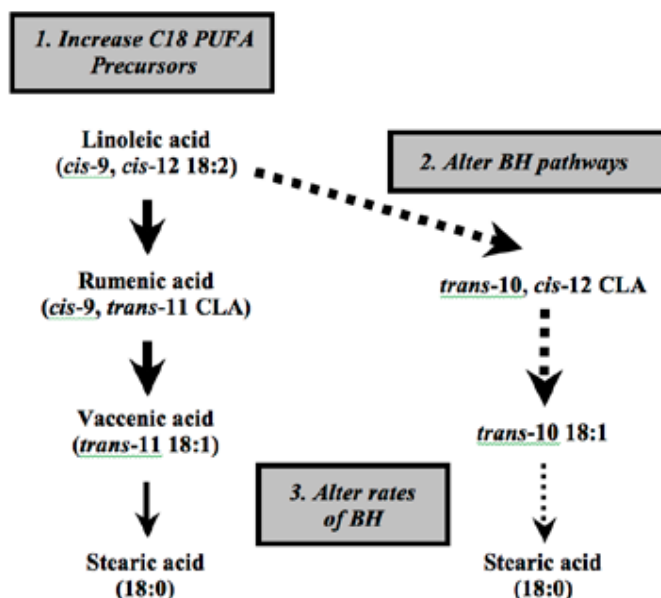 1. Increase C18 PUFA
Precursors
Linoleic acid
(cis-9, cis-12 18:2)
2. Alter BH pathways
Rumenic acid
(cis-9, trans-11 CLA)
trans-10, cis-12 CLA
Vaccenic acid
(trans-11 18:1)
trans-10 18:1
3. Alter rates
of BH
Stearic acid
(18:0)
Stearic acid
(18:0)